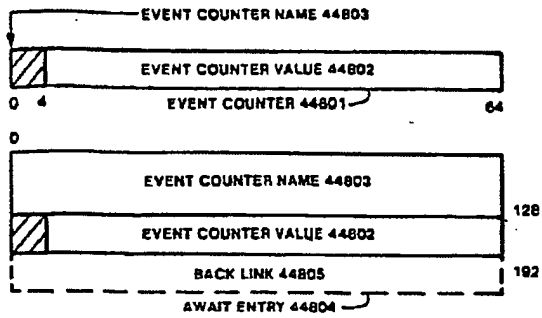 EVENT COUNTER NAME 44803
EVENT COUNTER VALUE 44802
0 4 EVENT COUNTER 44801 64
0
EVENT COUNTER NAME 44803
128
EVENT COUNTER VALUE 44802
BACK LINK 44805 192
AWAIT ENTRY 44804